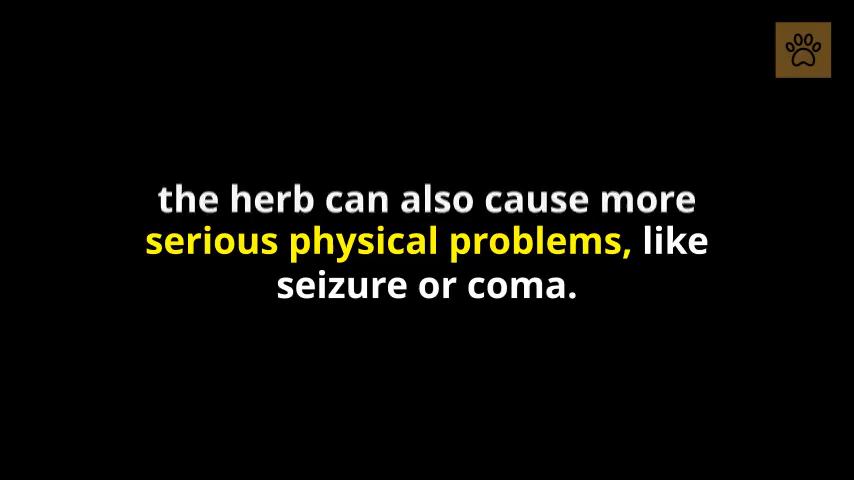 the herb can also cause more
serious physical problems, like
seizure or coma.